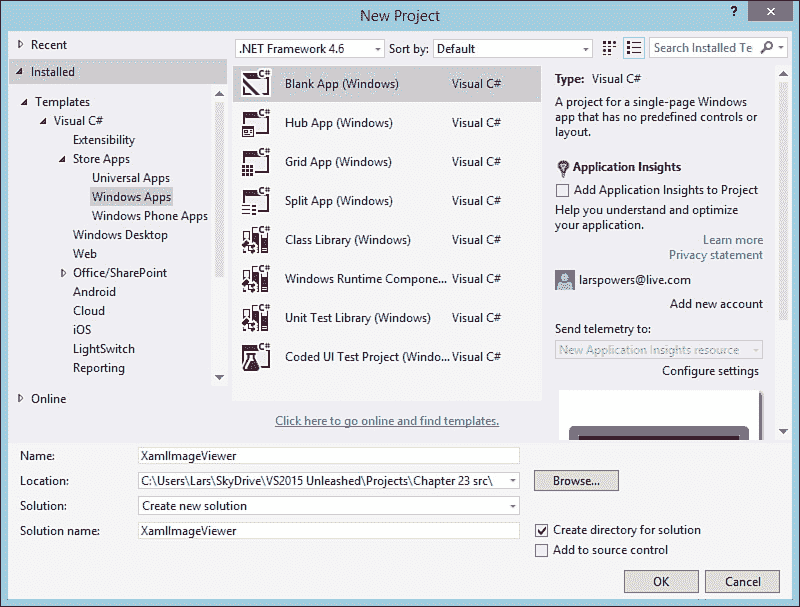 New Project
?
Recent
Installed
Templates
Visual C#
Extensibility
Store Apps
Universal Apps
Windows Apps
Windows Phone Apps
Windows Desktop
Web
Office/SharePoint
Android
Cloud
iOS
LightSwitch
Reporting
Online
.NET Framework 4.6
Sort by: Default
Search Installed Te
Blank App (Windows) Visual C#
Hub App (Windows) Visual C#
Grid App (Windows) Visual C#
Split App (Windows) Visual C#
Class Library (Windows) Visual C#
Windows Runtime Compone... Visual C#
Unit Test Library (Windows) Visual C#
Coded UI Test Project (Windo... Visual C#
Click here to go online and find templates.
Type: Visual C#
A project for a single-page Windows
app that has no predefined controls or
layout.
Application Insights
Add Application Insights to Project
Help you understand and optimize
your application.
Learn more
Privacy statement
larspowers@live.com
Add new account
Send telemetry to:
New Application Insights resource
Configure settings
Name: XamlImageViewer
Location: C:\Users\Lars\SkyDrive\VS2015 Unleashed\Projects\Chapter 23 src\
Browse...
Solution: Create new solution
Solution name: XamlImageViewer
Create directory for solution
Add to source control
OK
Cancel